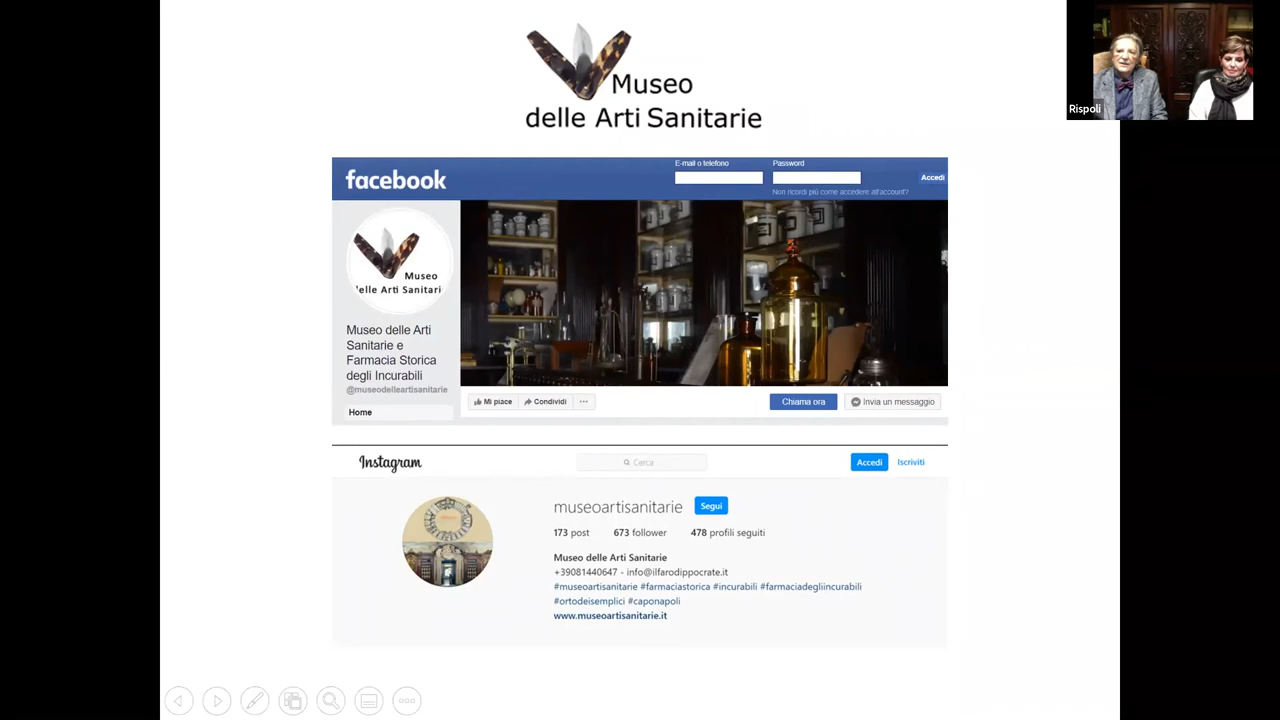 Museo
delle Arti Sanitarie
Rispoli
facebook
E-mail o telefono
Password
Accedi
Non ricordi più come accedere all'account?
Museo
delle Arti Sanitari
Museo delle Arti
Sanitarie e
Farmacia Storica
degli Incurabili
@museodelleartisanitarie
Home
Mi piace
Condividi
Chiama ora
Invia un messaggio
Instagram
Cerca
Accedi
Iscriviti
museoartisanitarie
Segui
173 post 673 follower 478 profili seguiti
Museo delle Arti Sanitarie
+39081440647 - info@ilfarodippocrate.it
#museoartisanitarie #farmaciastorica #incurabili #farmaciadegliincurabili
#ortodeisemplici #caponapoli
www.museoartisanitarie.it